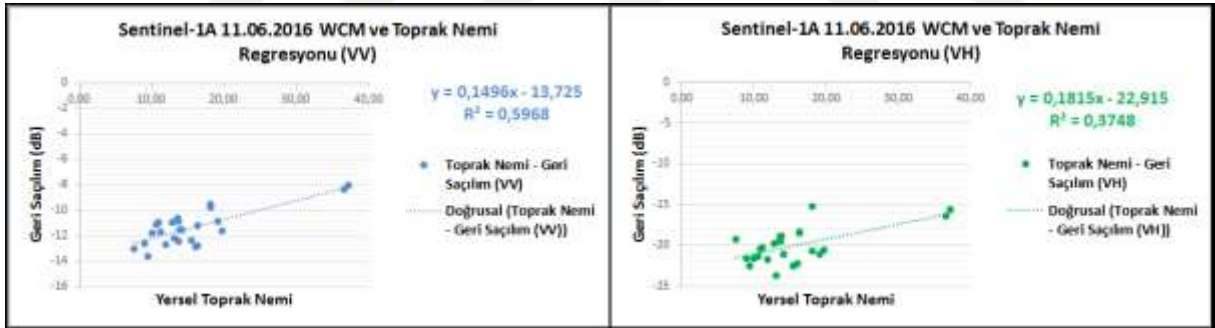 Sentinel-1A 11.06.2016 WCM ve Toprak Nemi
Regresyonu (VV)
0
-2
-4
-6
-8
-10
-12
-14
-16
0,00
10,00
20,00
30,00
40,00
Geri Saçılım (dB)
Yersel Toprak Nemi
y = 0,1496x - 13,725
R² = 0,5968
Toprak Nemi - Geri
Saçılım (VV)
Doğrusal (Toprak Nemi
- Geri Saçılım (VV))
Sentinel-1A 11.06.2016 WCM ve Toprak Nemi
Regresyonu (VH)
0
-5
-10
-15
-20
-25
0,00
10,00
20,00
30,00
40,00
Geri Saçılım (dB)
Yersel Toprak Nemi
y = 0,1815x - 22,915
R² = 0,3748
Toprak Nemi - Geri
Saçılım (VH)
Doğrusal (Toprak Nemi
- Geri Saçılım (VH))